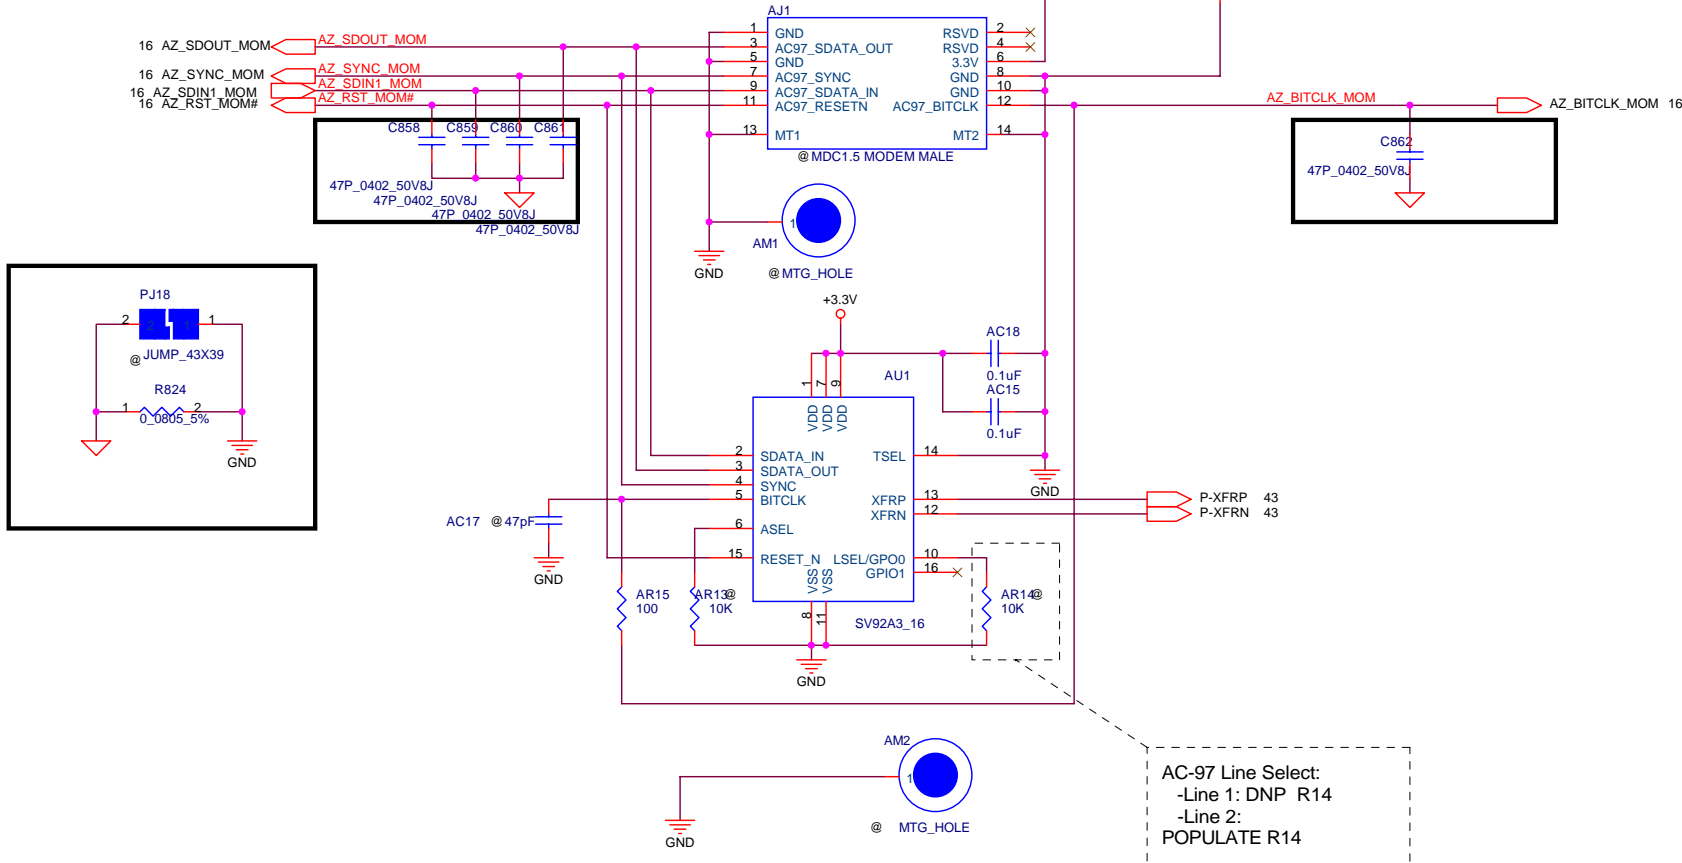 AJ1
1 GND RSVD 2
16 AZ_SDOUT_MOM AZ_SDOUT_MOM 3 AC97_SDATA_OUT RSVD 4
5 GND 3.3V 6
16 AZ_SYNC_MOM AZ_SYNC_MOM 7 AC97_SYNC GND 8
16 AZ_SDIN1_MOM AZ_SDIN1_MOM 9 AC97_SDATA_IN GND 10
16 AZ_RST_MOM# AZ_RST_MOM# 11 AC97_RESETN AC97_BITCLK 12 AZ_BITCLK_MOM AZ_BITCLK_MOM 16
13 MT1 MT2 14
@ MDC1.5 MODEM MALE
C858 C859 C860 C861
47P_0402_50V8J
47P_0402_50V8J
47P_0402_50V8J
47P_0402_50V8J
C862
47P_0402_50V8J
1
AM1
@ MTG_HOLE
GND
PJ18
2 2 1 1
@ JUMP_43X39
R824
1 2
0_0805_5%
GND
+3.3V
AC18
0.1uF
AC15
0.1uF
AU1
1 7 9
VDD VDD VDD
2 SDATA_IN TSEL 14
3 SDATA_OUT
4 SYNC
5 BITCLK XFRP 13 P-XFRP 43
XFRN 12 P-XFRN 43
6 ASEL
15 RESET_N LSEL/GPO0 10
GPIO1 16
VSS VSS
8 11
SV92A3_16
GND
AC17 @ 47pF
GND
AR15
100
AR13 @
10K
AR14 @
10K
GND
AM2
1
@ MTG_HOLE
GND
AC-97 Line Select:
-Line 1: DNP R14
-Line 2:
POPULATE R14